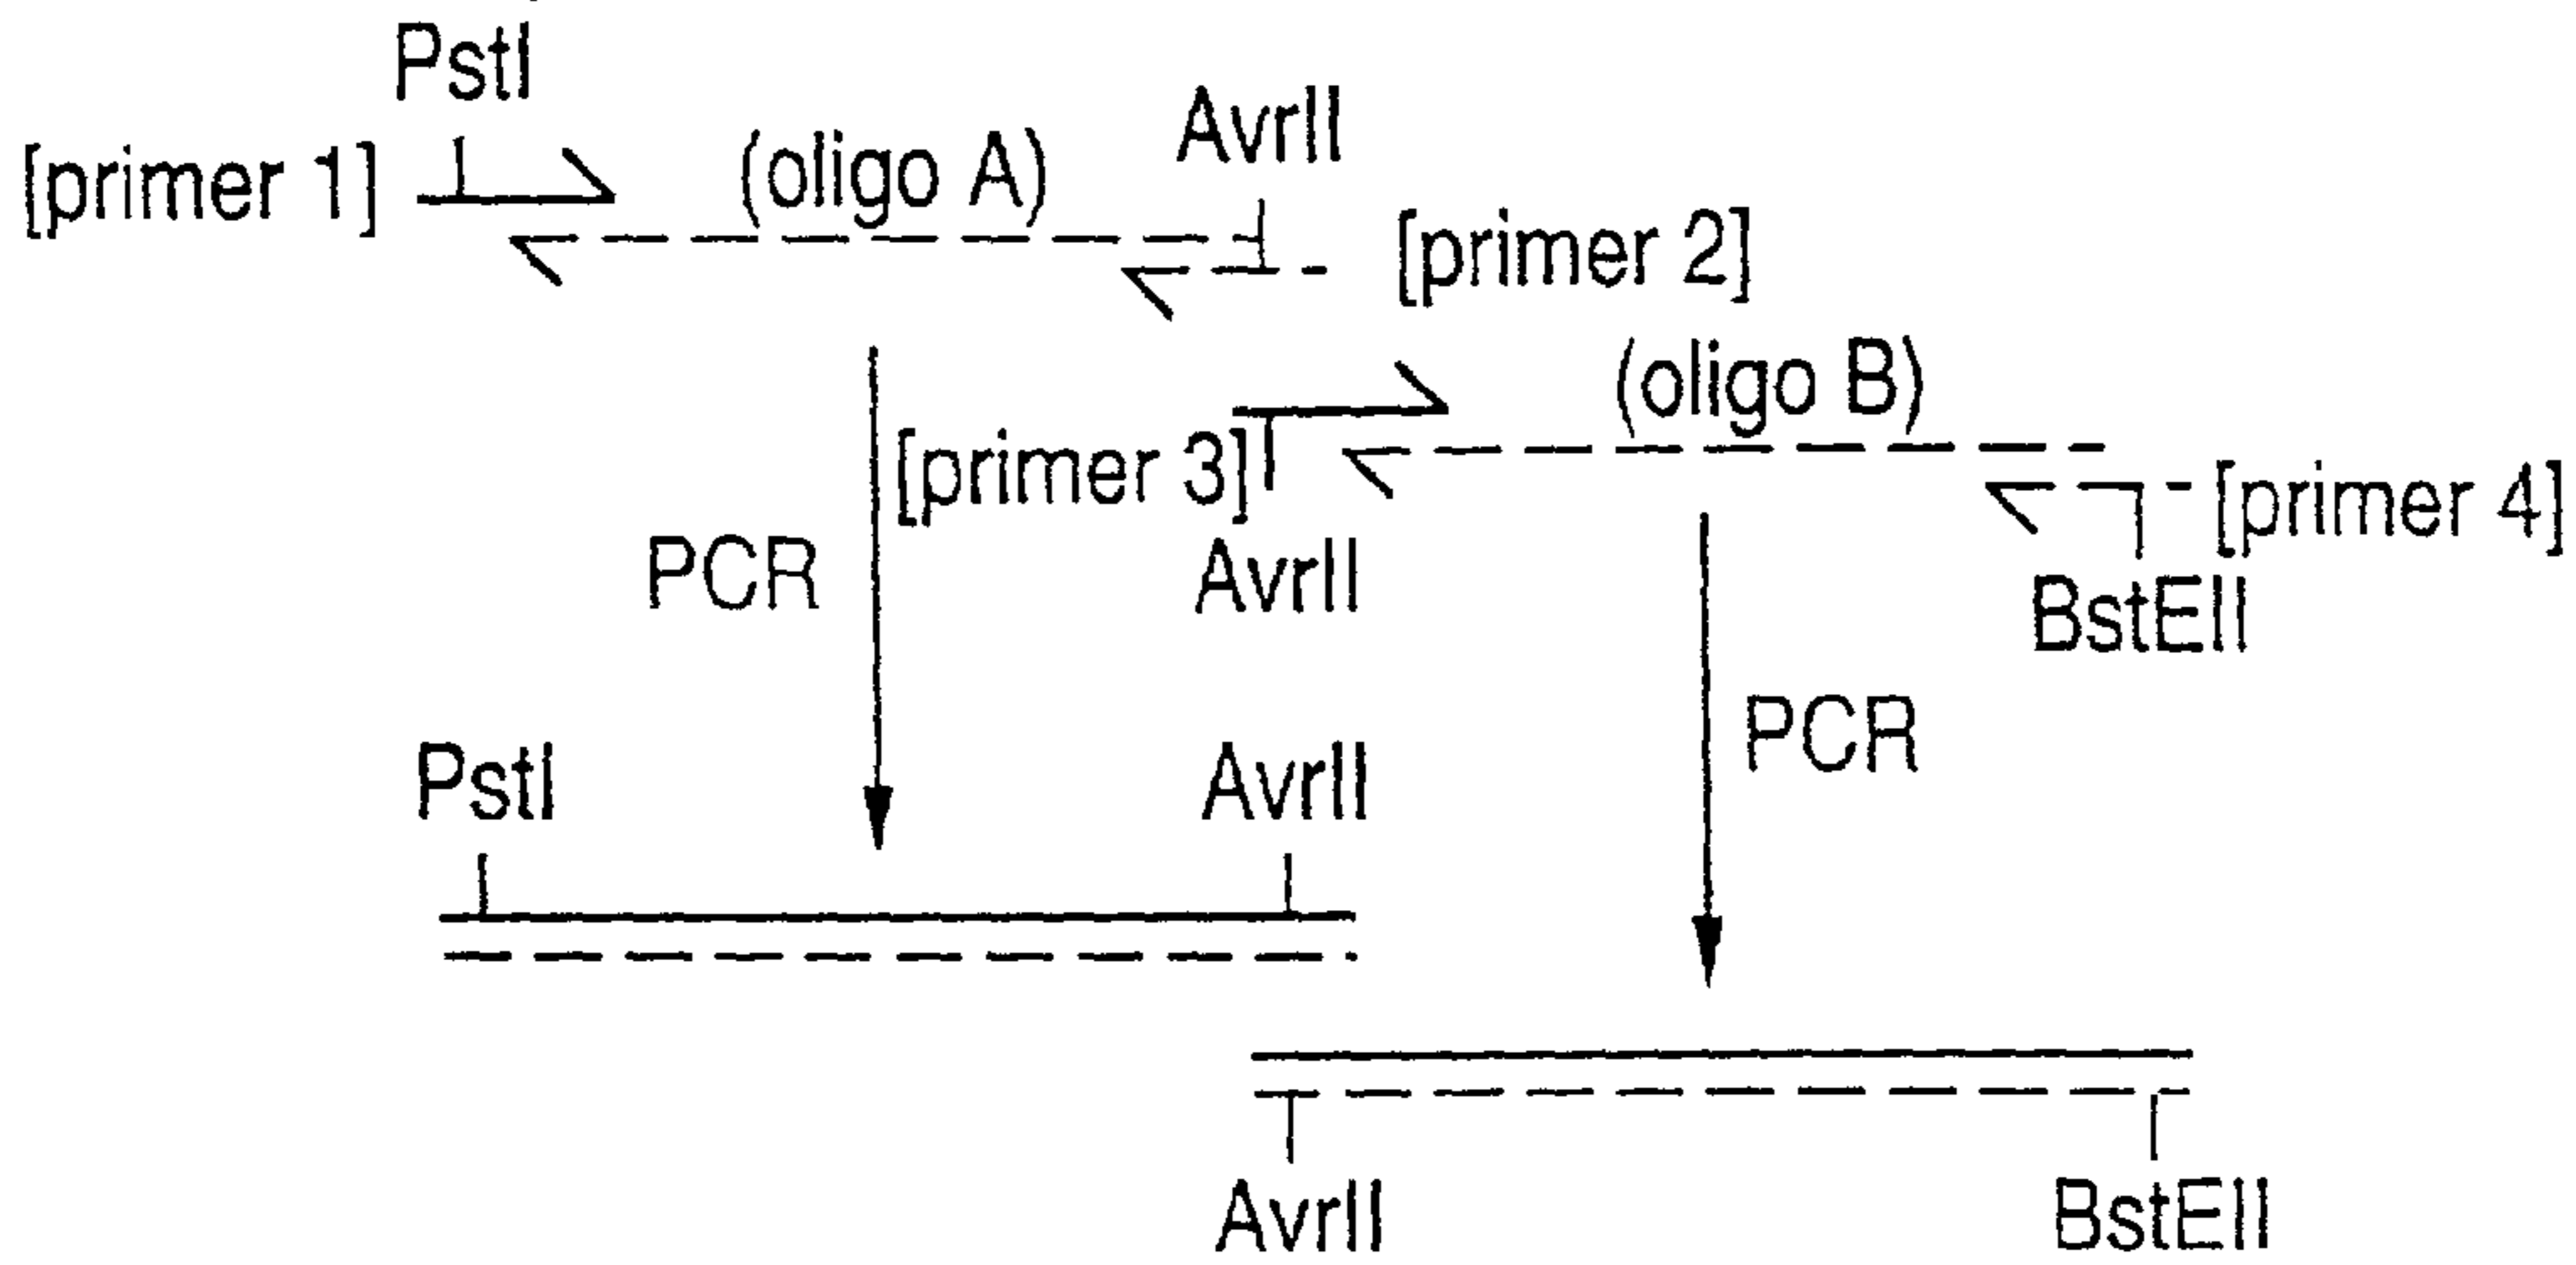 PstI
[primer 1]
(oligo A)
AvrII
[primer 2]
(oligo B)
[primer 3]
[primer 4]
PCR
AvrII
BstEII
PCR
PstI
AvrII
AvrII
BstEII